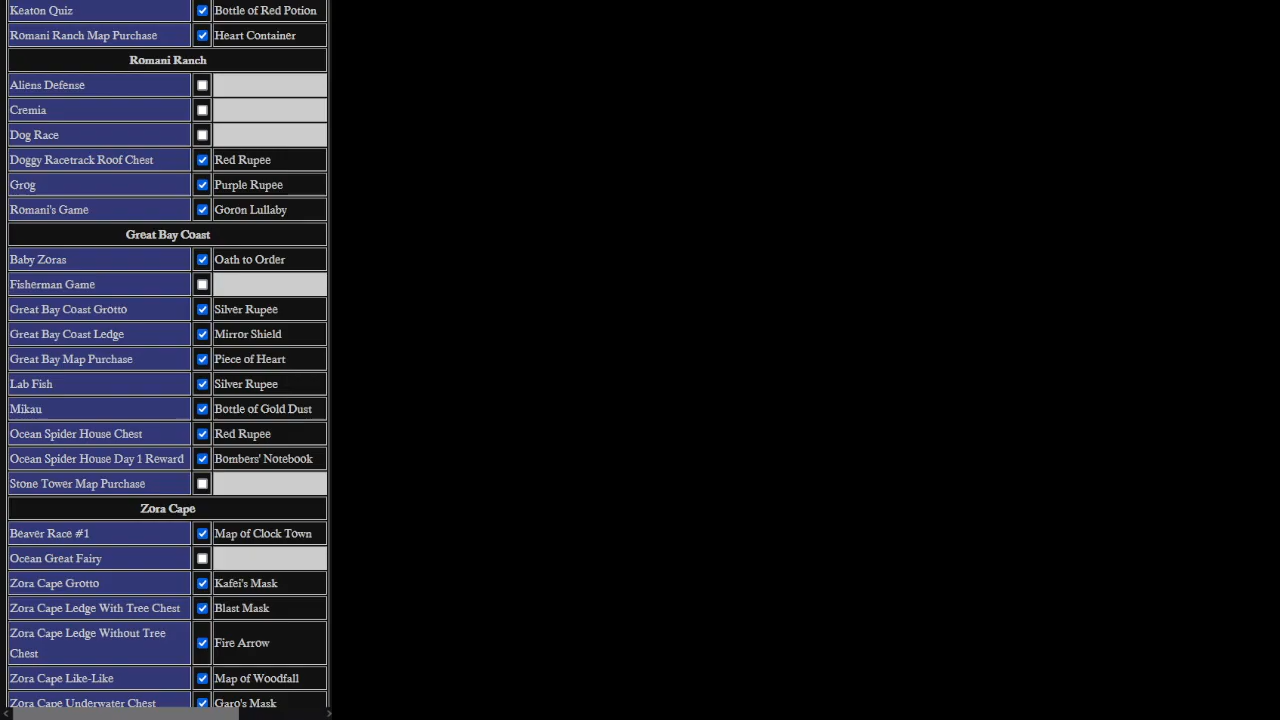 Keaton Quiz Bottle of Red Potion
Romani Ranch Map Purchase Heart Container
Romani Ranch
Aliens Defense
Cremia
Dog Race
Doggy Racetrack Roof Chest Red Rupee
Grog Purple Rupee
Romani's Game Goron Lullaby
Great Bay Coast
Baby Zoras Oath to Order
Fisherman Game
Great Bay Coast Grotto Silver Rupee
Great Bay Coast Ledge Mirror Shield
Great Bay Map Purchase Piece of Heart
Lab Fish Silver Rupee
Mikau Bottle of Gold Dust
Ocean Spider House Chest Red Rupee
Ocean Spider House Day 1 Reward Bombers' Notebook
Stone Tower Map Purchase
Zora Cape
Beaver Race #1 Map of Clock Town
Ocean Great Fairy
Zora Cape Grotto Kafei's Mask
Zora Cape Ledge With Tree Chest Blast Mask
Zora Cape Ledge Without Tree
Chest Fire Arrow
Zora Cape Like-Like Map of Woodfall
Zora Cape Underwater Chest Garo's Mask